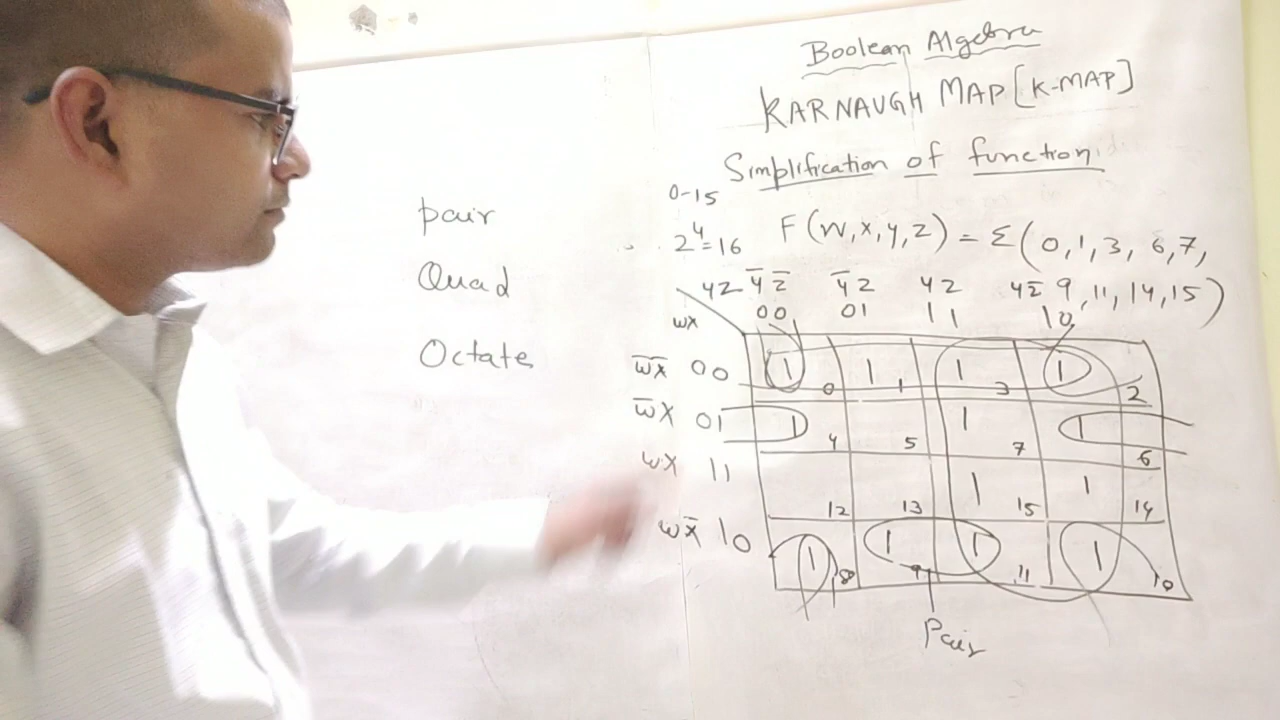 Boolean Algebra
KARNAUGH MAP [K-MAP]
Simplification of function
0-15
pair
2⁴=16 F(W,x,y,z) = Σ(0,1,3,6,7,
9,11,14,15)
Quad
yz y̅z̅ y̅z yz yz̅
00 01 11 10
wx
Octate
w̅x̅ 00 1 0 1 1 1 3 1 2
w̅x 01 1 4 5 1 7 1 6
wx 11 12 13 1 15 1 14
wx̅ 10 1 8 1 9 1 11 1 10
Pair